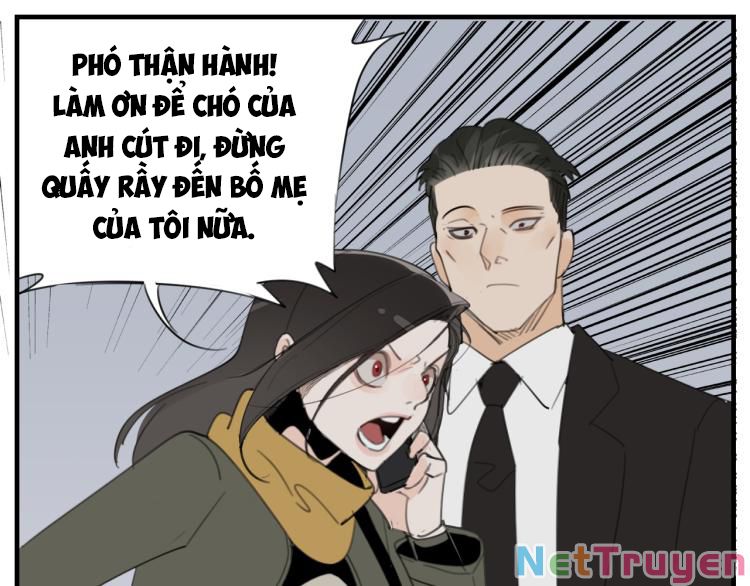 PHÓ THẬN HÀNH!
LÀM ƠN ĐỂ CHÓ CỦA
ANH CÚT ĐI, ĐỪNG
QUẤY RẦY ĐẾN BỐ MẸ
CỦA TÔI NỮA.
NetTruyen